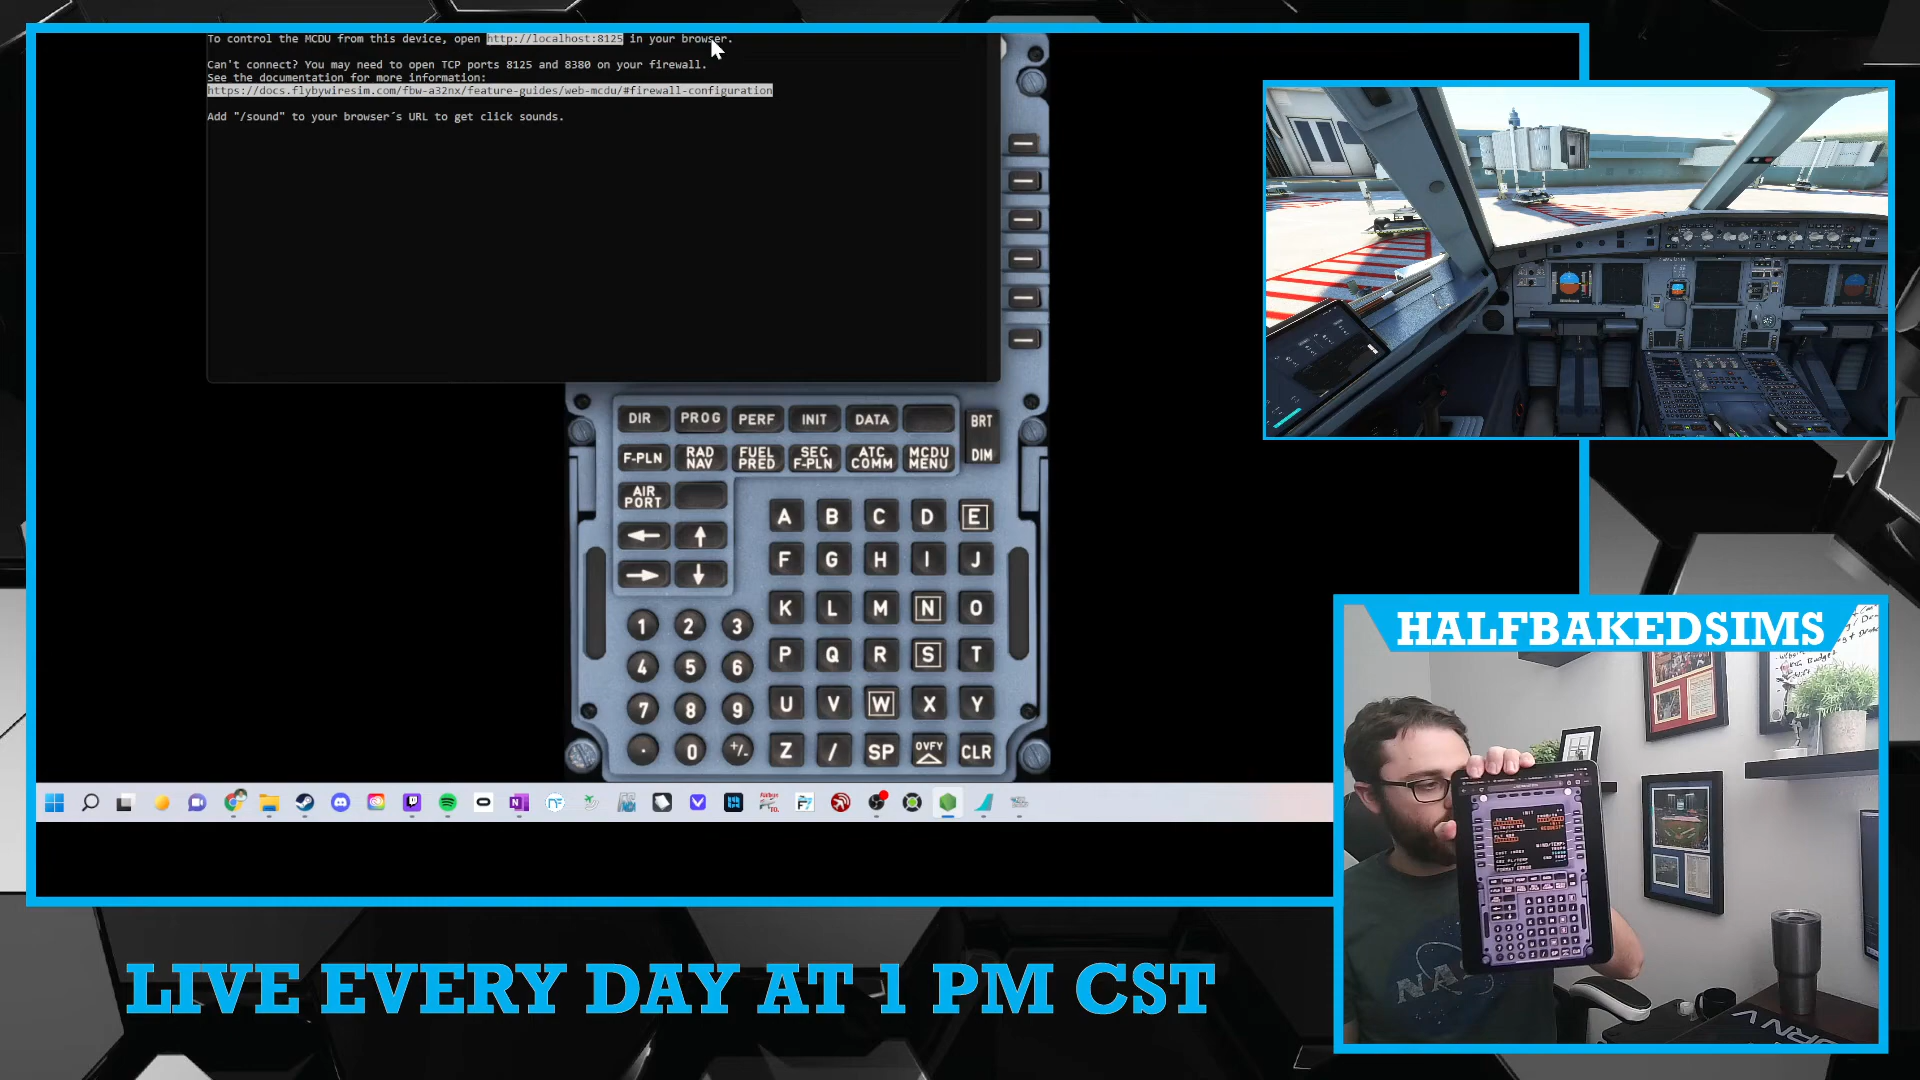 To control the MCDU from this device, open http://localhost:8125 in your browser.
Can't connect? You may need to open TCP ports 8125 and 8380 on your firewall.
See the documentation for more information:
https://docs.flybywiresim.com/fbw-a32nx/feature-guides/web-mcdu/#firewall-configuration
Add "/sound" to your browser´s URL to get click sounds.
DIR PROG PERF INIT DATA BRT
F-PLN RAD NAV FUEL PRED SEC F-PLN ATC COMM MCDU MENU DIM
AIR PORT
A B C D E
F G H I J
K L M N O
1 2 3
P Q R S T
4 5 6
U V W X Y
7 8 9
Z / SP OVFY CLR
. 0 +/-
HALFBAKEDSIMS
INIT
NA
LIVE EVERY DAY AT 1 PM CST